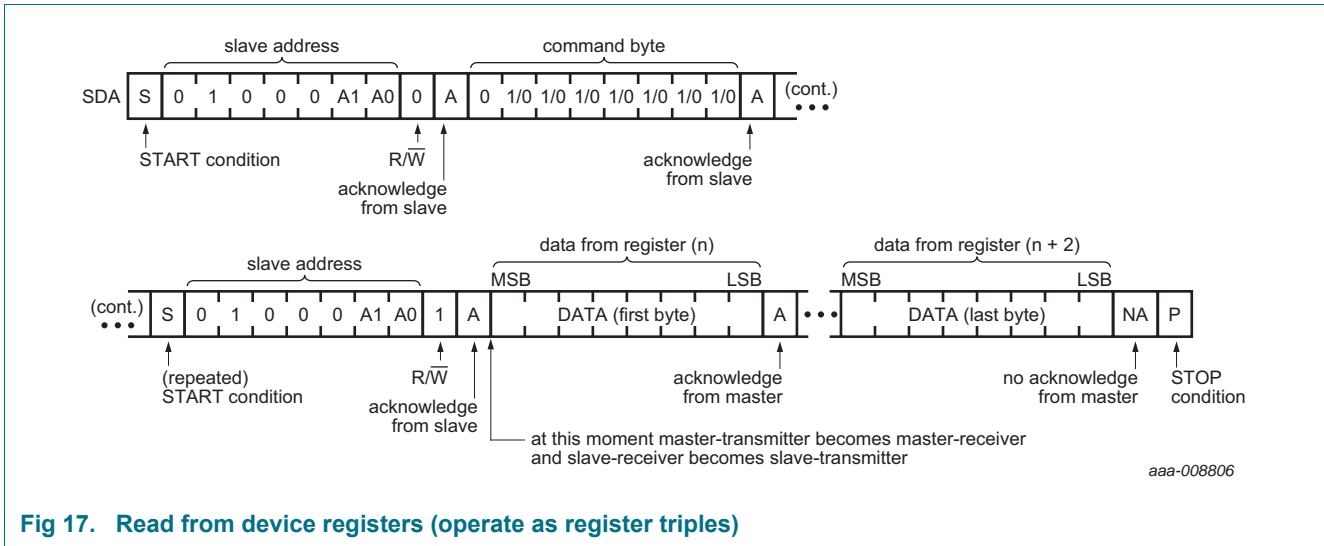 slave address
command byte
SDA S 0 1 0 0 0 A1 A0 0 A 0 1/0 1/0 1/0 1/0 1/0 1/0 1/0 A (cont.)
START condition
R/W̅
acknowledge
from slave
acknowledge
from slave
data from register (n)
data from register (n + 2)
slave address
MSB LSB MSB LSB
(cont.) S 0 1 0 0 0 A1 A0 1 A DATA (first byte) A DATA (last byte) NA P
(repeated)
START condition
R/W̅
acknowledge
from slave
acknowledge
from master
no acknowledge
from master
STOP
condition
at this moment master-transmitter becomes master-receiver
and slave-receiver becomes slave-transmitter
aaa-008806
Fig 17. Read from device registers (operate as register triples)